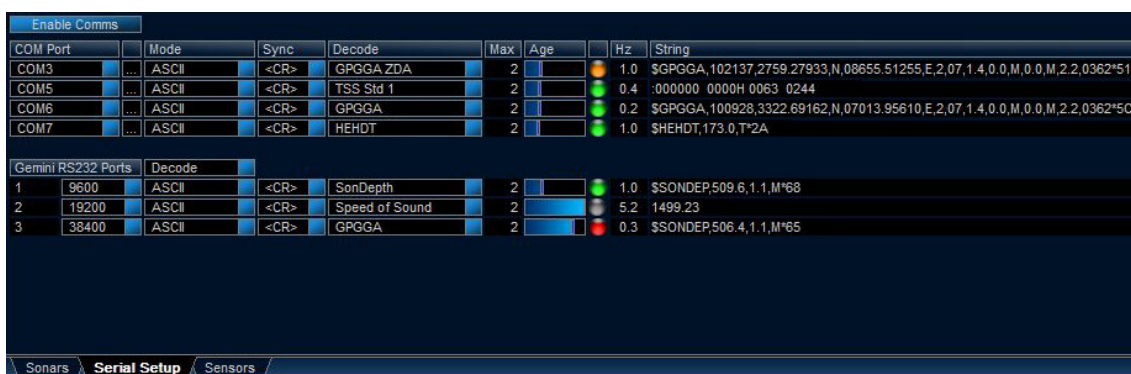 Enable Comms
COM Port Mode Sync Decode Max Age Hz String
COM3 ... ASCII <CR> GPGGA ZDA 2 1.0 $GPGGA,102137,2759.27933,N,08655.51255,E,2,07,1.4,0.0,M,0.0,M,2.2,0362*51
COM5 ... ASCII <CR> TSS Std 1 2 0.4 :000000 0000H 0063 0244
COM6 ... ASCII <CR> GPGGA 2 0.2 $GPGGA,100928,3322.69162,N,07013.95610,E,2,07,1.4,0.0,M,0.0,M,2.2,0362*5C
COM7 ... ASCII <CR> HEHDT 2 1.0 $HEHDT,173.0,T*2A
Gemini RS232 Ports Decode
1 9600 ASCII <CR> SonDepth 2 1.0 $SONDEP,509.6,1.1,M*68
2 19200 ASCII <CR> Speed of Sound 2 5.2 1499.23
3 38400 ASCII <CR> GPGGA 2 0.3 $SONDEP,506.4,1.1,M*65
Sonars Serial Setup Sensors